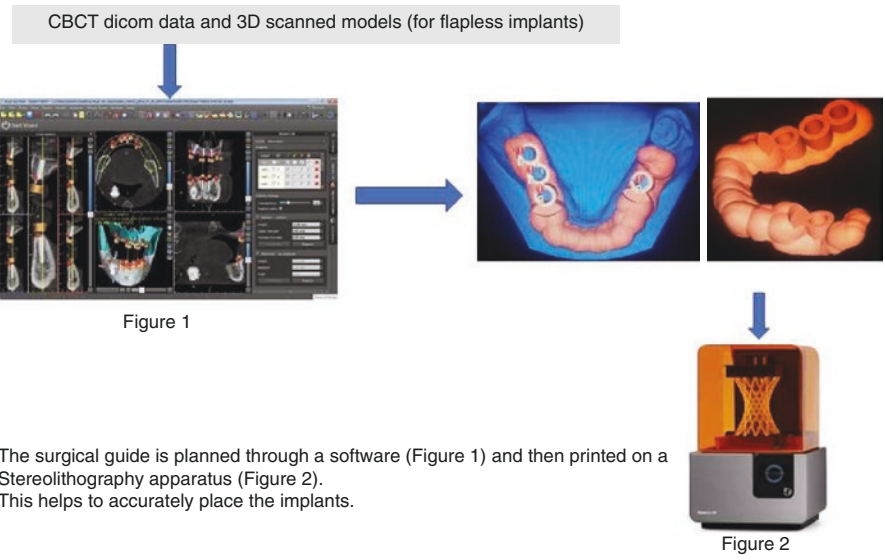 CBCT dicom data and 3D scanned models (for flapless implants)
Figure 1
The surgical guide is planned through a software (Figure 1) and then printed on a
Stereolithography apparatus (Figure 2).
This helps to accurately place the implants.
Figure 2